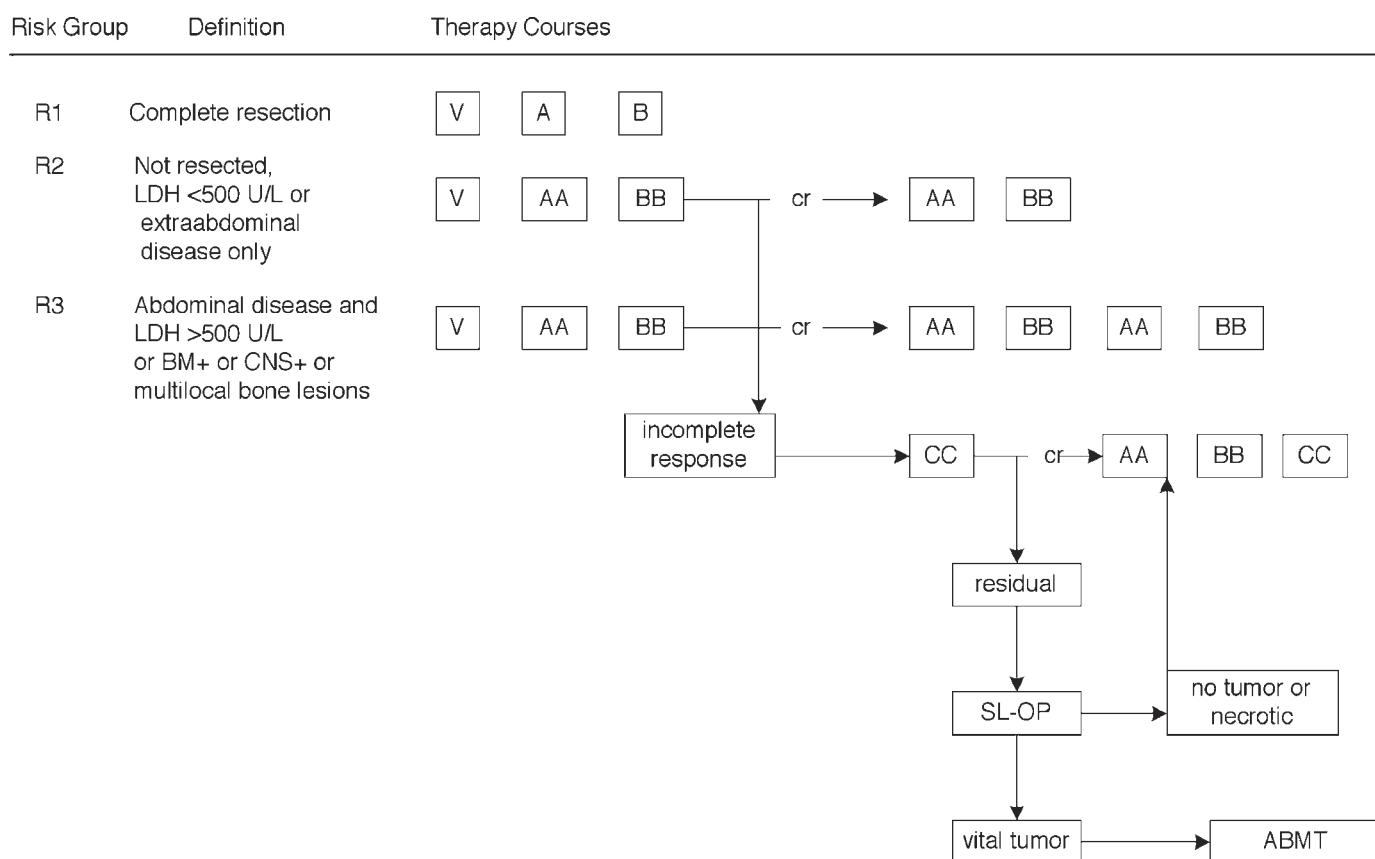 Risk Group Definition Therapy Courses
R1 Complete resection V A B
R2 Not resected,
LDH <500 U/L or
extraabdominal
disease only
V AA BB cr AA BB
R3 Abdominal disease and
LDH >500 U/L
or BM+ or CNS+ or
multilocal bone lesions
V AA BB cr AA BB AA BB
incomplete
response
CC cr AA BB CC
residual
SL-OP
no tumor or
necrotic
vital tumor ABMT